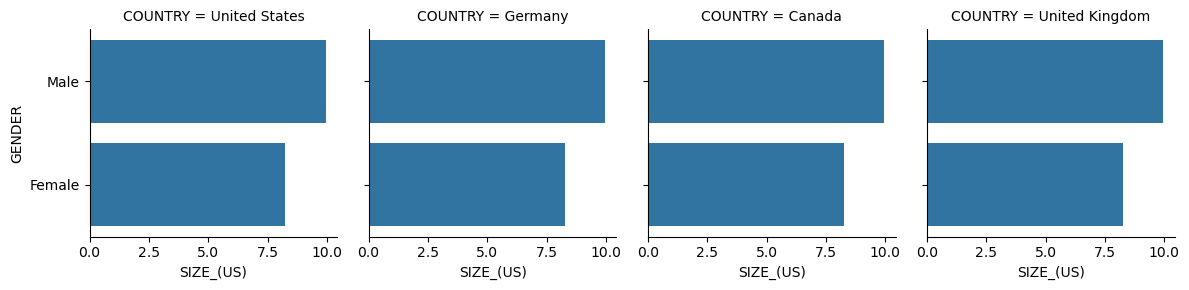 COUNTRY = United States
COUNTRY = Germany
COUNTRY = Canada
COUNTRY = United Kingdom
GENDER
Male
Female
0.0 2.5 5.0 7.5 10.0
0.0 2.5 5.0 7.5 10.0
0.0 2.5 5.0 7.5 10.0
0.0 2.5 5.0 7.5 10.0
SIZE_(US)
SIZE_(US)
SIZE_(US)
SIZE_(US)